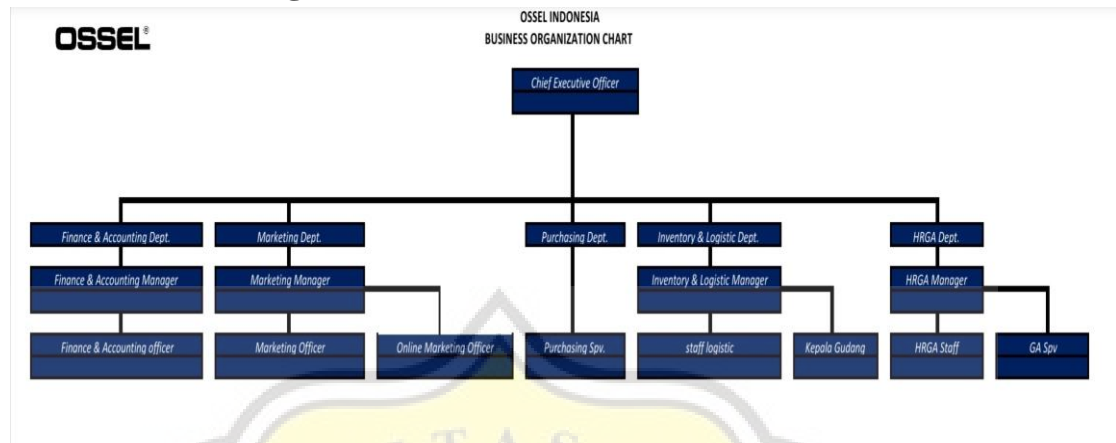 OSSEL®
OSSEL INDONESIA
BUSINESS ORGANIZATION CHART
Chief Executive Officer
Finance & Accounting Dept.
Marketing Dept.
Purchasing Dept.
Inventory & Logistic Dept.
HRGA Dept.
Finance & Accounting Manager
Marketing Manager
Inventory & Logistic Manager
HRGA Manager
Finance & Accounting officer
Marketing Officer
Online Marketing Officer
Purchasing Spv.
staff logistic
Kepala Gudang
HRGA Staff
GA Spv
T A S